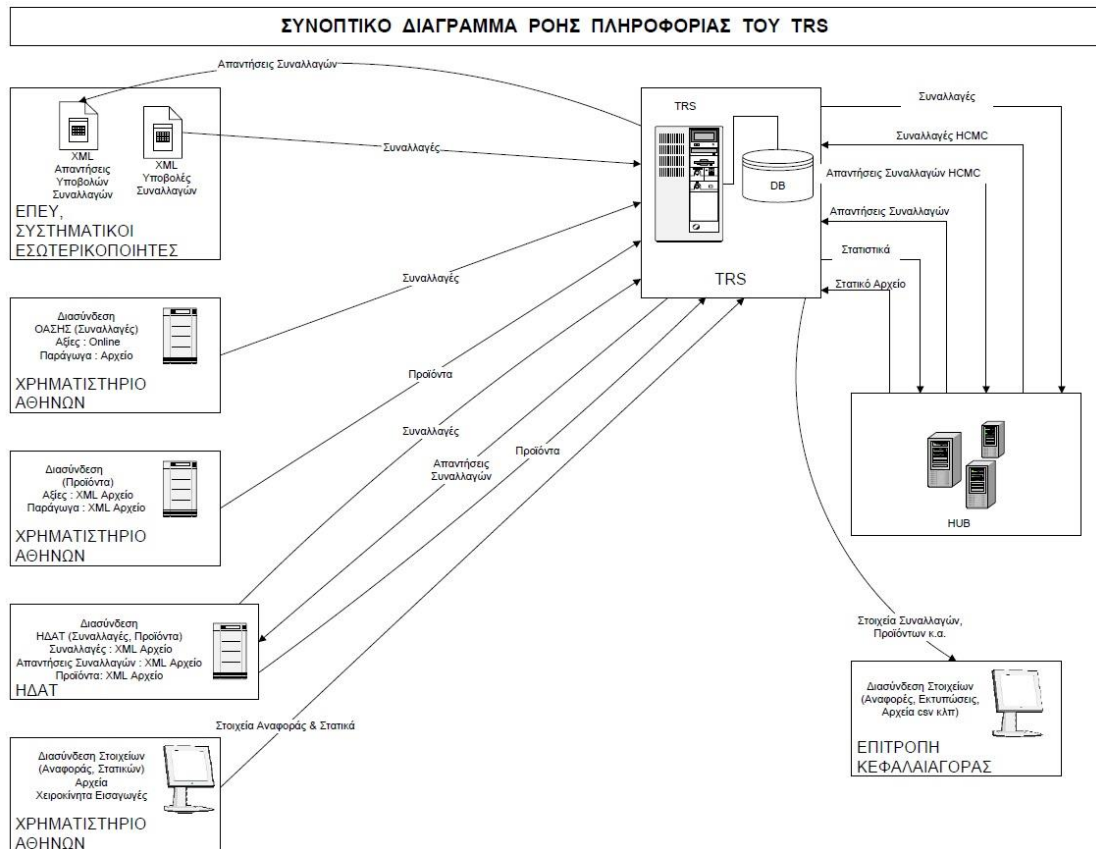 ΣΥΝΟΠΤΙΚΟ ΔΙΑΓΡΑΜΜΑ ΡΟΗΣ ΠΛΗΡΟΦΟΡΙΑΣ ΤΟΥ TRS
Απαντήσεις Συναλλαγών
XML
Απαντήσεις
Υποβολών
Συναλλαγών
XML
Υποβολές
Συναλλαγών
ΕΠΕΥ,
ΣΥΣΤΗΜΑΤΙΚΟΙ
ΕΣΩΤΕΡΙΚΟΠΟΙΗΤΕΣ
Συναλλαγές
TRS
DB
TRS
Συναλλαγές
Συναλλαγές HCMC
Απαντήσεις Συναλλαγών HCMC
Απαντήσεις Συναλλαγών
Στατιστικά
Στατικό Αρχείο
Διασύνδεση
ΟΑΣΗΣ (Συναλλαγές)
Αξίες : Online
Παράγωγα : Αρχείο
ΧΡΗΜΑΤΙΣΤΗΡΙΟ
ΑΘΗΝΩΝ
Συναλλαγές
Διασύνδεση
(Προϊόντα)
Αξίες : XML Αρχείο
Παράγωγα : XML Αρχείο
ΧΡΗΜΑΤΙΣΤΗΡΙΟ
ΑΘΗΝΩΝ
Προϊόντα
Συναλλαγές
Απαντήσεις
Συναλλαγών
Προϊόντα
HUB
Διασύνδεση
ΗΔΑΤ (Συναλλαγές, Προϊόντα)
Συναλλαγές : XML Αρχείο
Απαντήσεις Συναλλαγών : XML Αρχείο
Προϊόντα: XML Αρχείο
ΗΔΑΤ
Στοιχεία Συναλλαγών,
Προϊόντων κ.α.
Διασύνδεση Στοιχείων
(Αναφορές, Εκτυπώσεις,
Αρχεία csv κλπ)
ΕΠΙΤΡΟΠΗ
ΚΕΦΑΛΑΙΑΓΟΡΑΣ
Στοιχεία Αναφοράς & Στατικά
Διασύνδεση Στοιχείων
(Αναφοράς, Στατικών)
Αρχεία
Χειροκίνητα Εισαγωγές
ΧΡΗΜΑΤΙΣΤΗΡΙΟ
ΑΘΗΝΩΝ